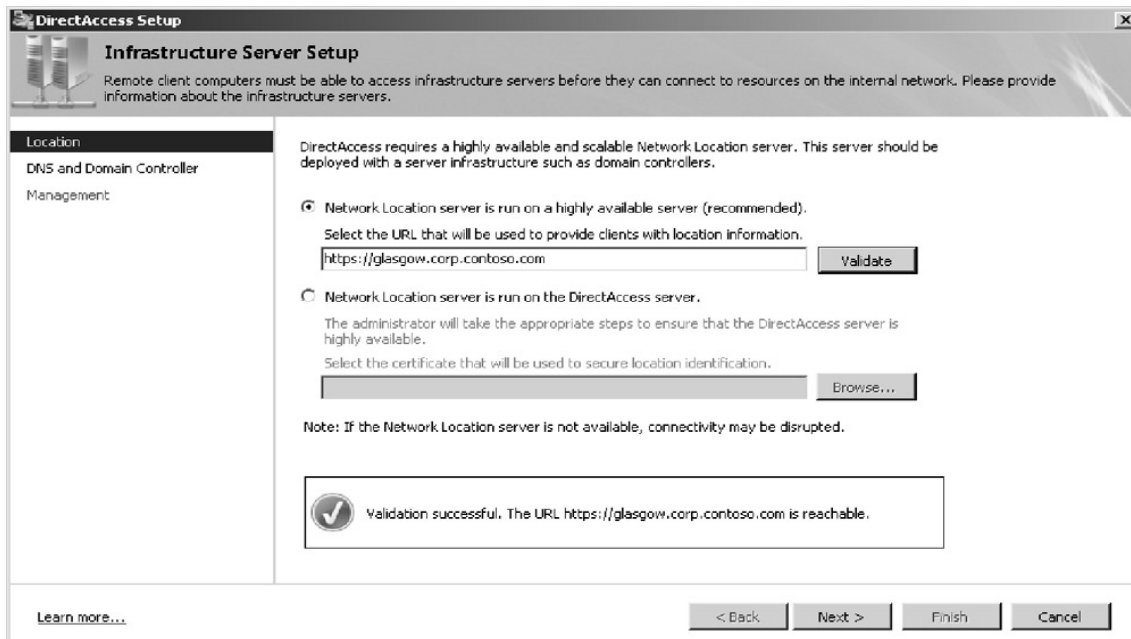 DirectAccess Setup
Infrastructure Server Setup
Remote client computers must be able to access infrastructure servers before they can connect to resources on the internal network. Please provide
information about the infrastructure servers.
Location
DNS and Domain Controller
Management
DirectAccess requires a highly available and scalable Network Location server. This server should be
deployed with a server infrastructure such as domain controllers.
Network Location server is run on a highly available server (recommended).
Select the URL that will be used to provide clients with location information.
https://glasgow.corp.contoso.com
Validate
Network Location server is run on the DirectAccess server.
The administrator will take the appropriate steps to ensure that the DirectAccess server is
highly available.
Select the certificate that will be used to secure location identification.
Browse...
Note: If the Network Location server is not available, connectivity may be disrupted.
Validation successful. The URL https://glasgow.corp.contoso.com is reachable.
Learn more...
< Back
Next >
Finish
Cancel